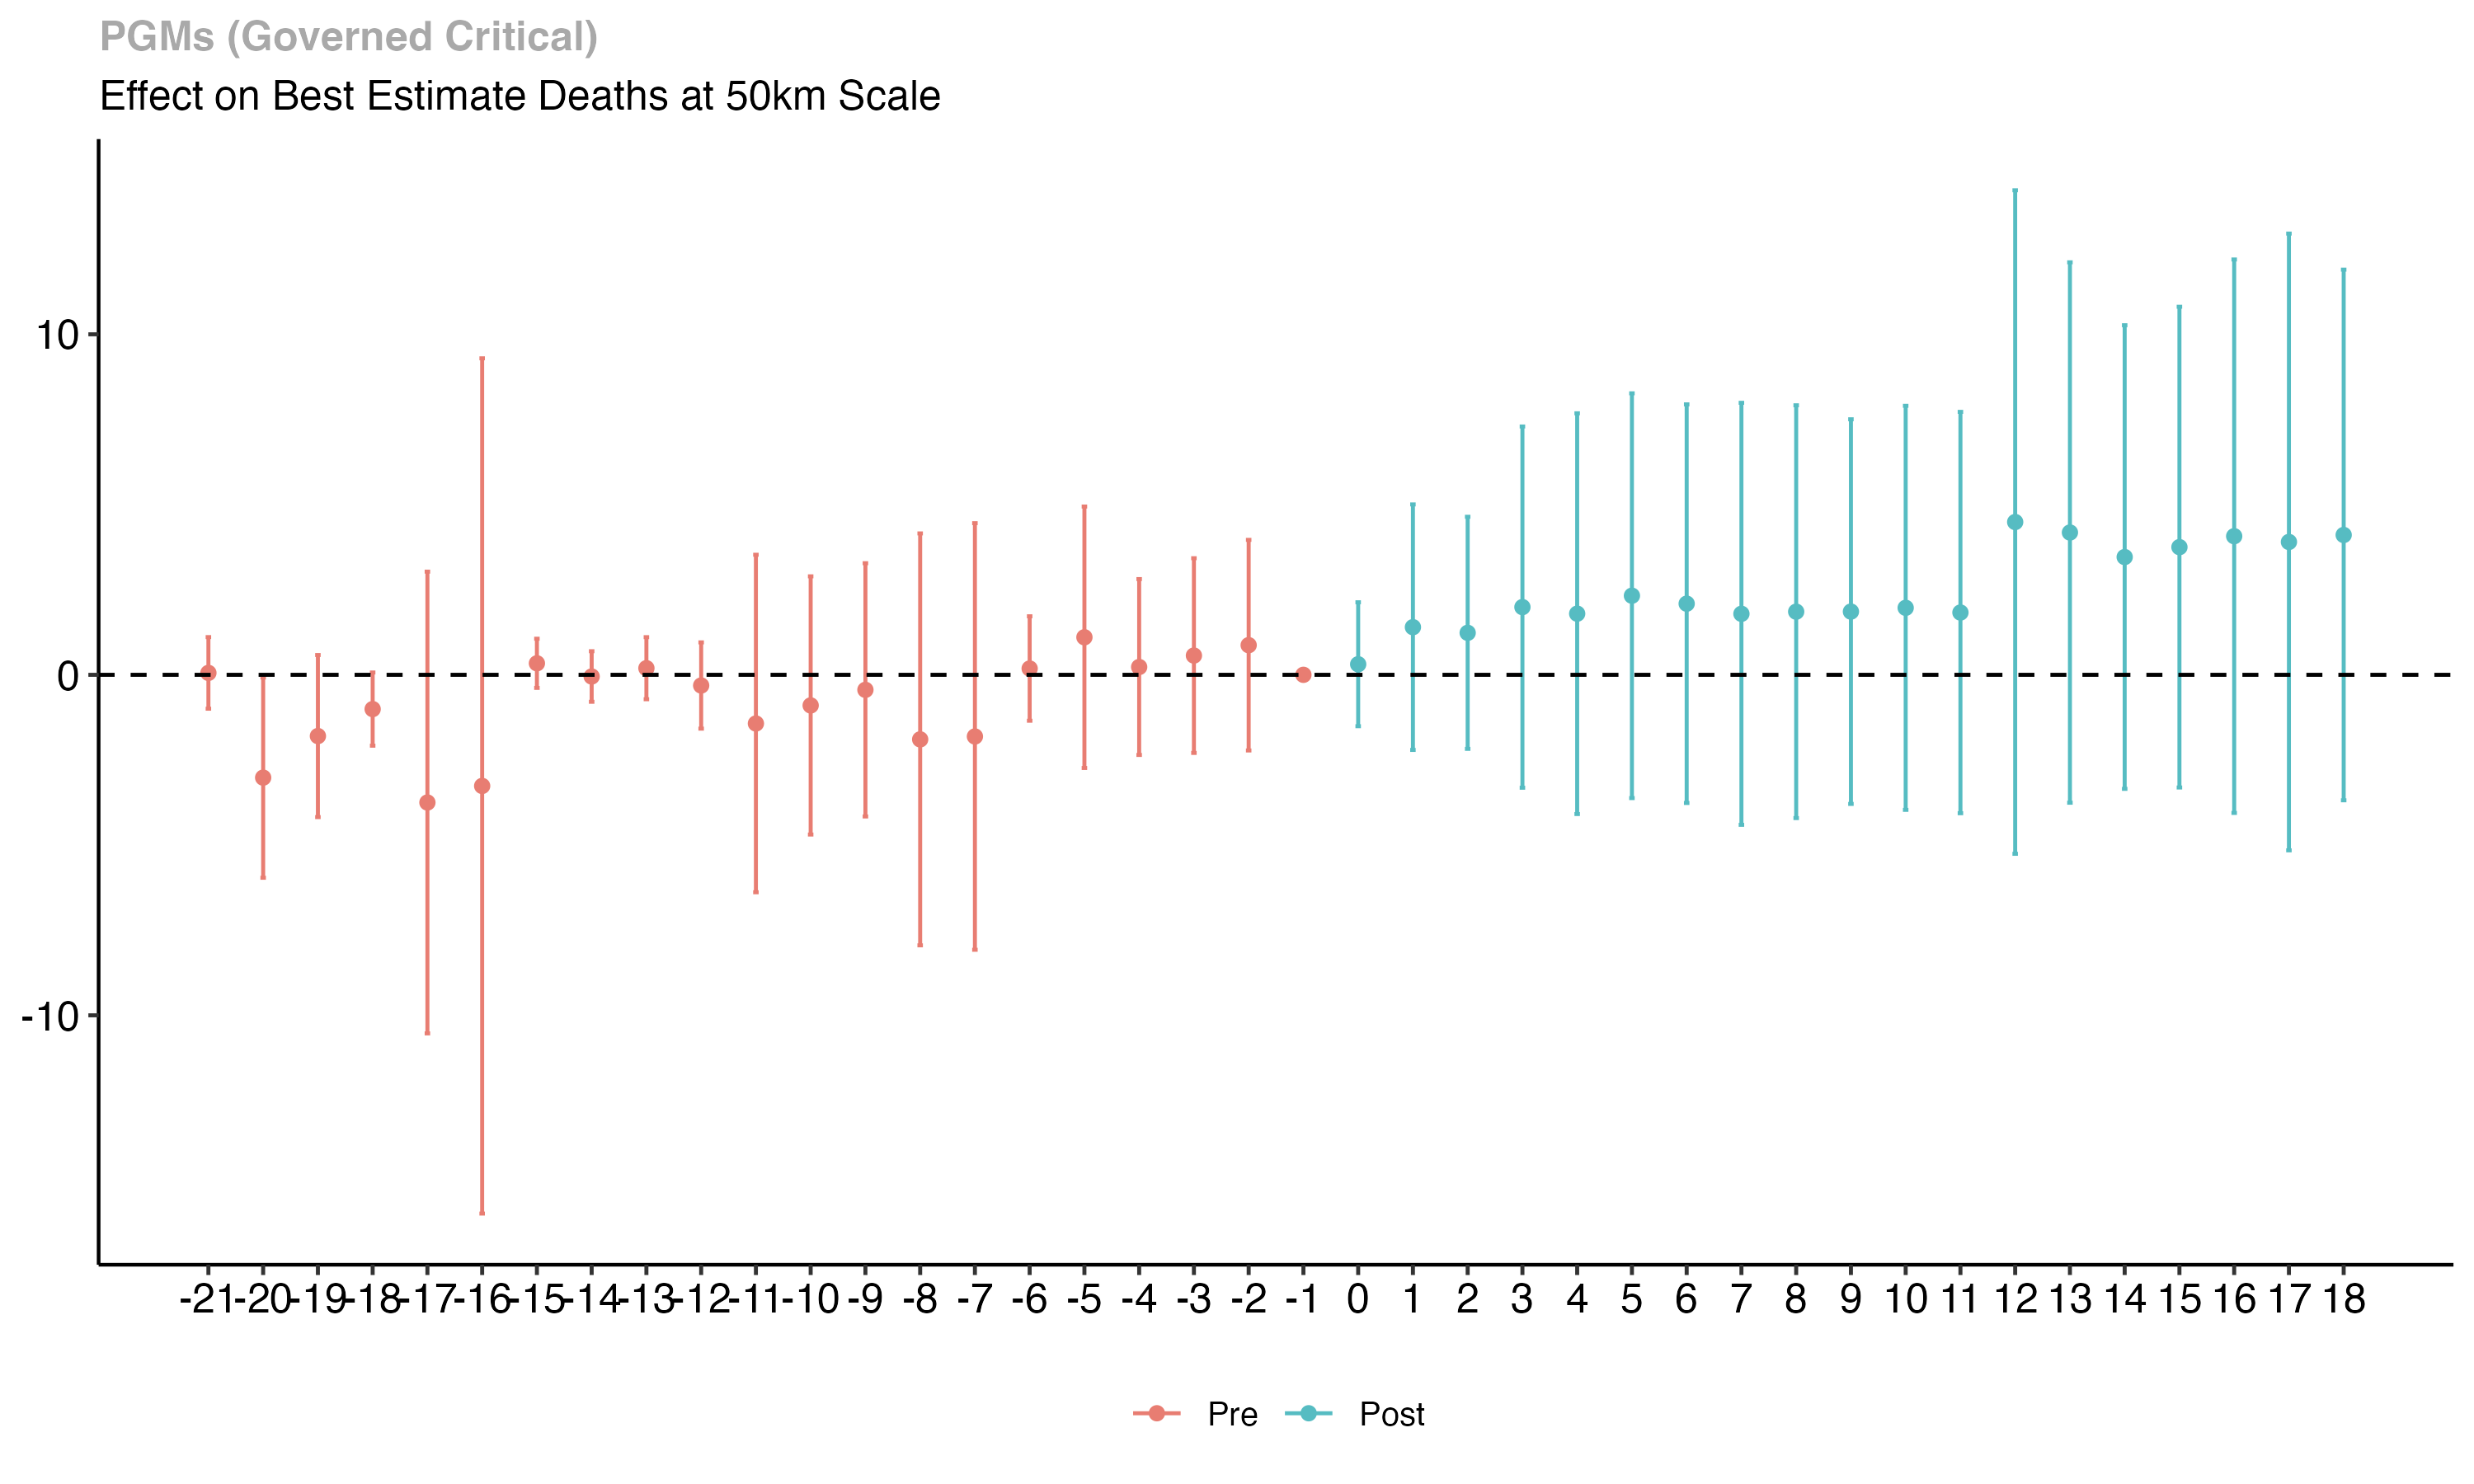 PGMs (Governed Critical)
Effect on Best Estimate Deaths at 50km Scale
10
0
-10
-21 -20 -19 -18 -17 -16 -15 -14 -13 -12 -11 -10 -9 -8 -7 -6 -5 -4 -3 -2 -1 0 1 2 3 4 5 6 7 8 9 10 11 12 13 14 15 16 17 18
Pre Post